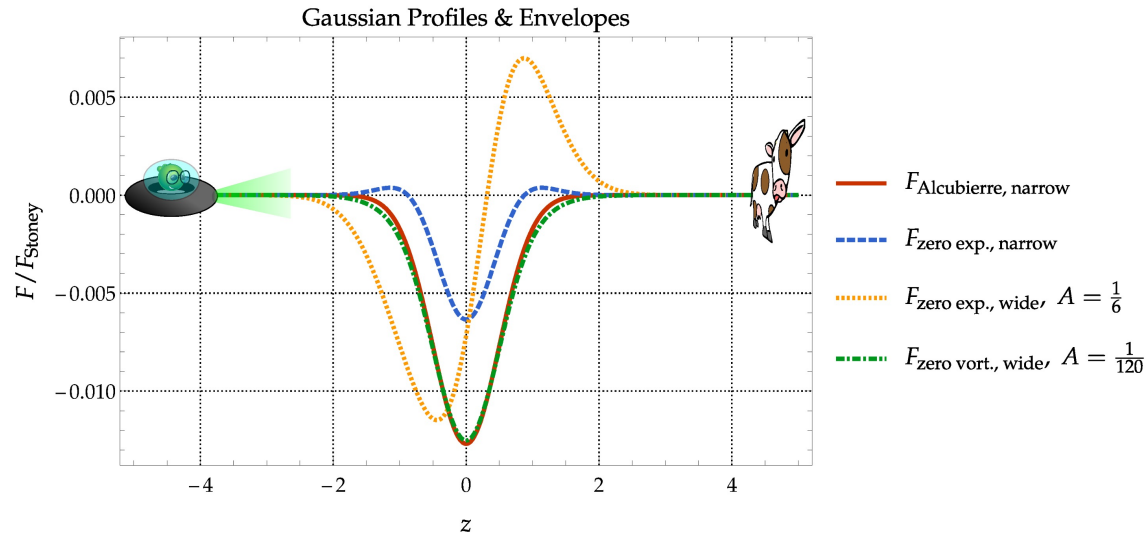 Gaussian Profiles & Envelopes
F/F_Stoney
0.005
0.000
−0.005
−0.010
−4
−2
0
2
4
z
F_Alcubierre, narrow
F_zero exp., narrow
F_zero exp., wide, A = 1/6
F_zero vort., wide, A = 1/120